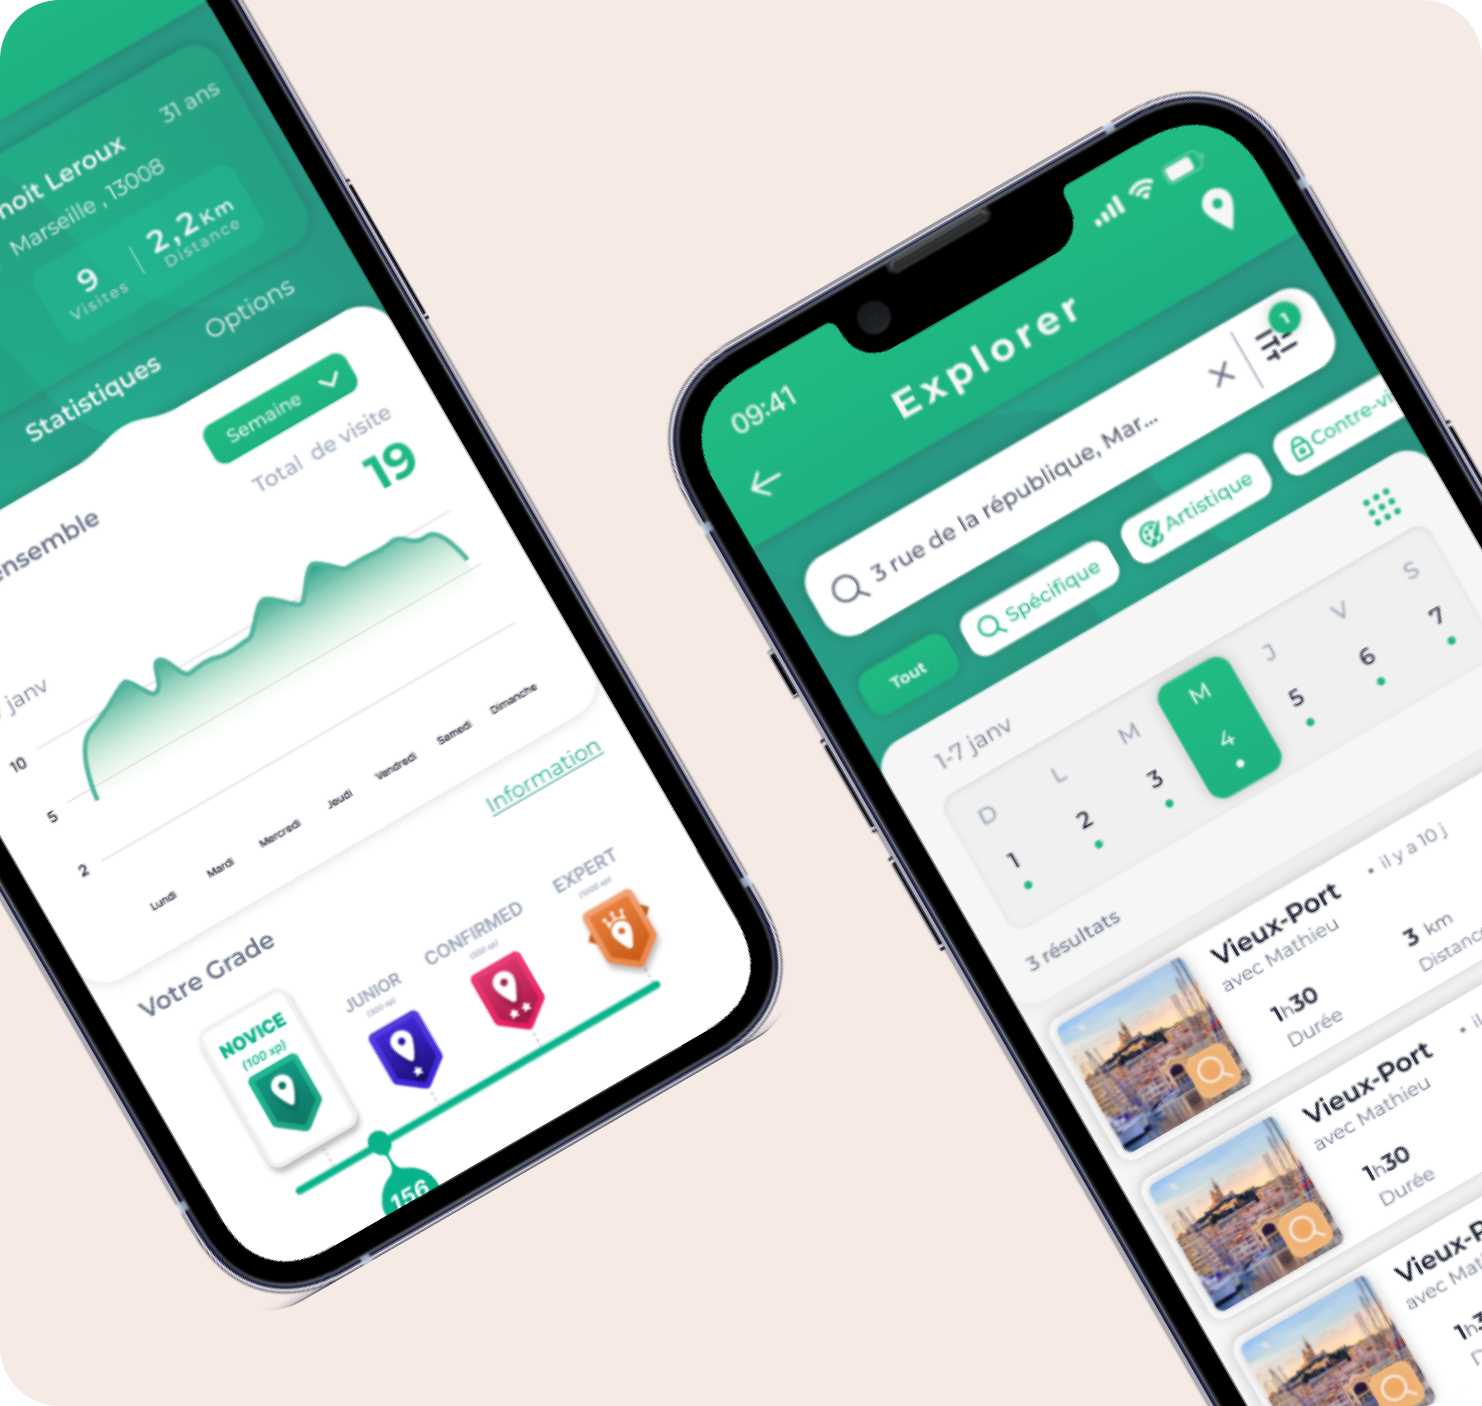 31 ans
noit Leroux
Marseille , 13008
9
Visites
2,2 Km
Distance
Statistiques
Options
Semaine
Total de visite
19
ensemble
janv
10
5
2
Lundi
Mardi
Mercredi
Jeudi
Vendredi
Samedi
Dimanche
Information
Votre Grade
NOVICE
(100 xp)
JUNIOR
CONFIRMED
EXPERT
156
09:41
Explorer
1
3 rue de la république, Mar...
Tout
Spécifique
Artistique
Contre-vi
1-7 janv
D L M M J V S
1 2 3 4 5 6 7
3 résultats
Vieux-Port
• il y a 10 j
avec Mathieu
1h30
Durée
3 km
Distance
Vieux-Port
• il
avec Mathieu
1h30
Durée
Vieux-P
avec Mat
1h3